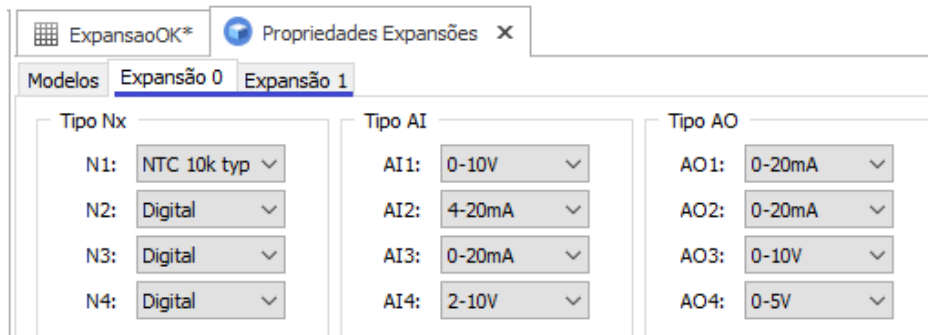 ExpansaoOK* Propriedades Expansões X
Modelos Expansão 0 Expansão 1
Tipo Nx Tipo AI Tipo AO
N1: NTC 10k typ AI1: 0-10V AO1: 0-20mA
N2: Digital AI2: 4-20mA AO2: 0-20mA
N3: Digital AI3: 0-20mA AO3: 0-10V
N4: Digital AI4: 2-10V AO4: 0-5V